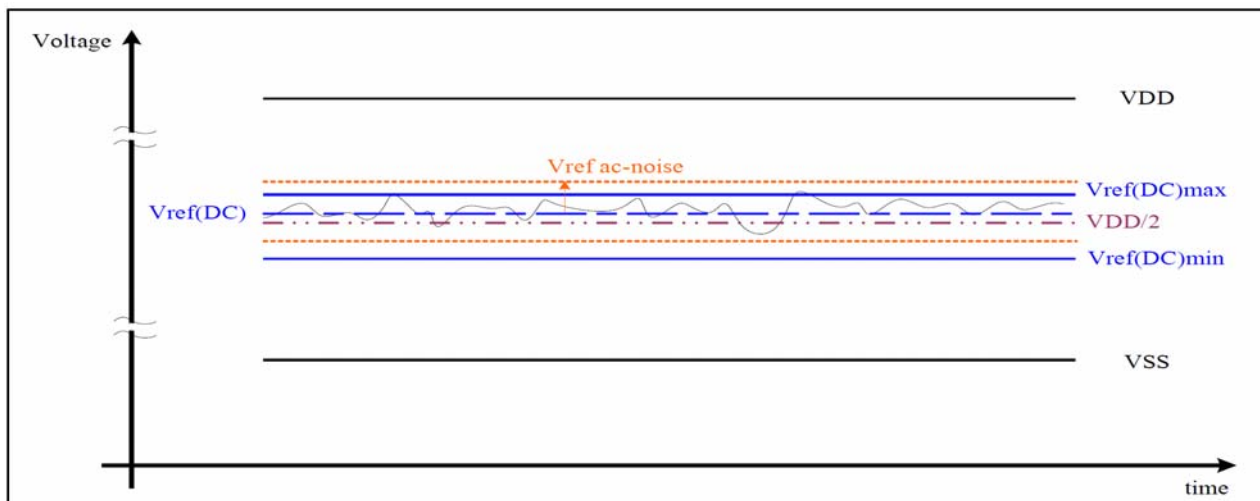 Voltage
VDD
Vref ac-noise
Vref(DC)max
Vref(DC)
VDD/2
Vref(DC)min
VSS
time